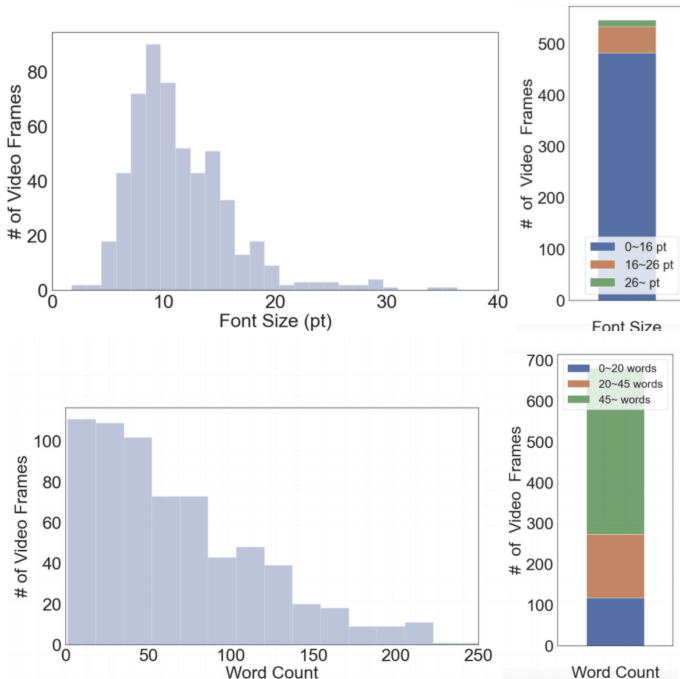 # of Video Frames
80
60
40
20
0
0 10 20 30 40
Font Size (pt)
# of Video Frames
500
400
300
200
100
0
0~16 pt
16~26 pt
26~ pt
Font Size
# of Video Frames
100
80
60
40
20
0
0 50 100 150 200 250
Word Count
# of Video Frames
700
600
500
400
300
200
100
0
0~20 words
20~45 words
45~ words
Word Count